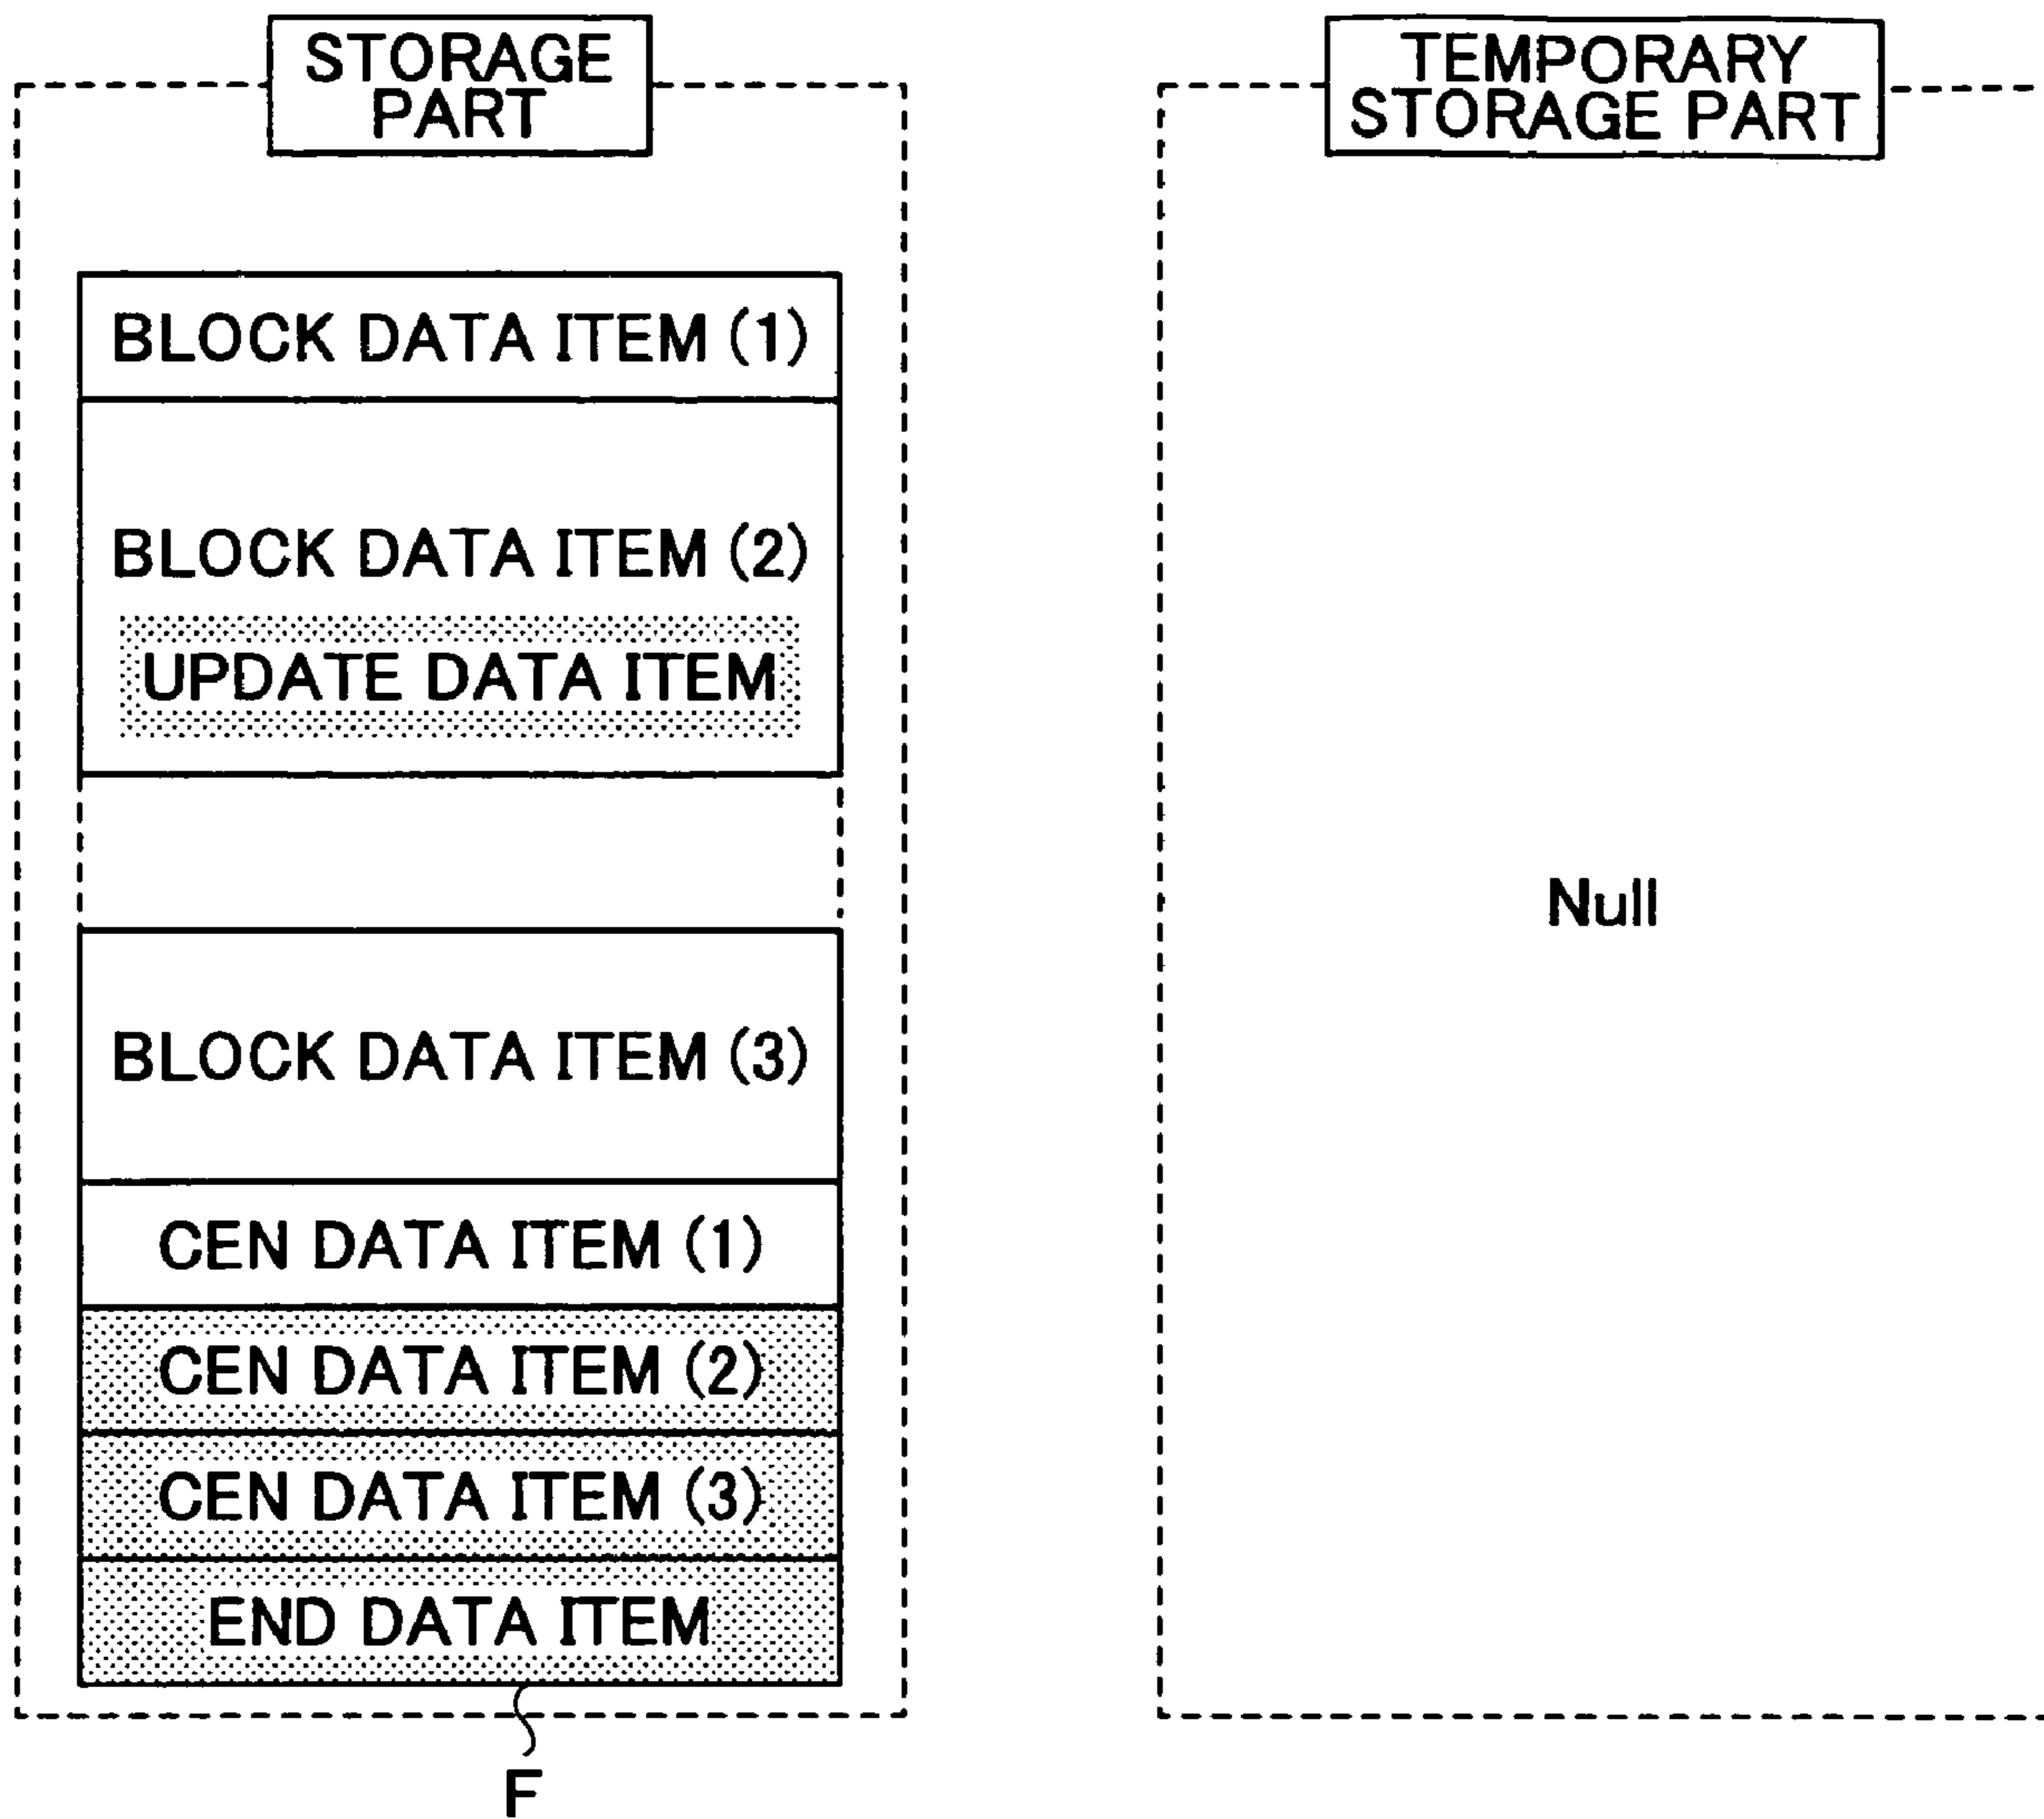 STORAGE
PART
BLOCK DATA ITEM (1)
BLOCK DATA ITEM (2)
UPDATE DATA ITEM
BLOCK DATA ITEM (3)
CEN DATA ITEM (1)
CEN DATA ITEM (2)
CEN DATA ITEM (3)
END DATA ITEM
F
TEMPORARY
STORAGE PART
Null